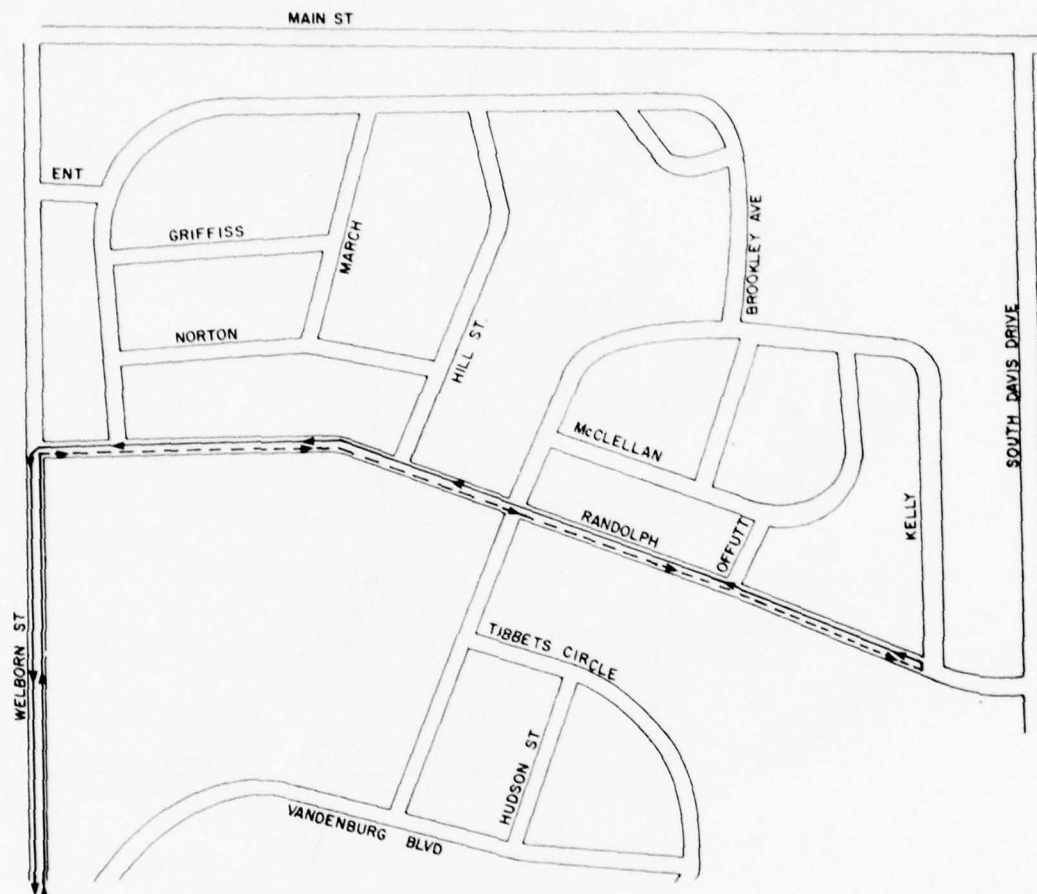 MAIN ST
ENT
GRIFFISS
MARCH
BROOKLEY AVE
NORTON
HILL ST.
SOUTH DAVIS DRIVE
McCLELLAN
KELLY
RANDOLPH
OFFUTT
WELBORN ST
TIBBETS CIRCLE
HUDSON ST
VANDENBURG BLVD